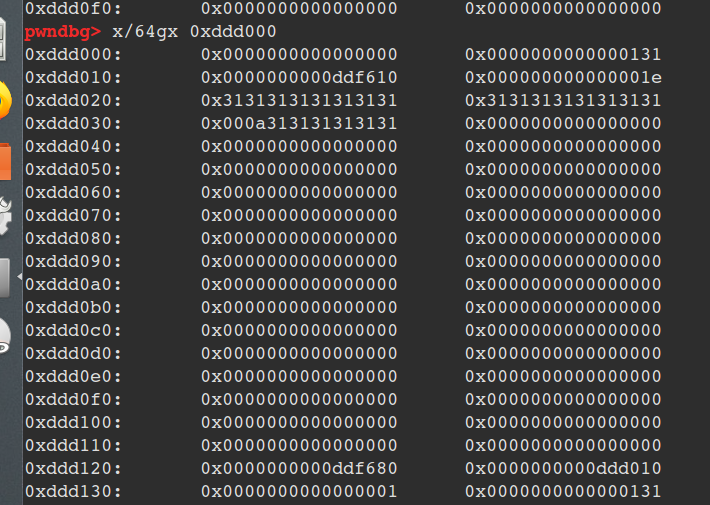 0xddd0f0: 0x0000000000000000 0x0000000000000000
pwndbg> x/64gx 0xddd000
0xddd000: 0x0000000000000000 0x0000000000000131
0xddd010: 0x0000000000ddf610 0x000000000000001e
0xddd020: 0x3131313131313131 0x3131313131313131
0xddd030: 0x000a313131313131 0x0000000000000000
0xddd040: 0x0000000000000000 0x0000000000000000
0xddd050: 0x0000000000000000 0x0000000000000000
0xddd060: 0x0000000000000000 0x0000000000000000
0xddd070: 0x0000000000000000 0x0000000000000000
0xddd080: 0x0000000000000000 0x0000000000000000
0xddd090: 0x0000000000000000 0x0000000000000000
0xddd0a0: 0x0000000000000000 0x0000000000000000
0xddd0b0: 0x0000000000000000 0x0000000000000000
0xddd0c0: 0x0000000000000000 0x0000000000000000
0xddd0d0: 0x0000000000000000 0x0000000000000000
0xddd0e0: 0x0000000000000000 0x0000000000000000
0xddd0f0: 0x0000000000000000 0x0000000000000000
0xddd100: 0x0000000000000000 0x0000000000000000
0xddd110: 0x0000000000000000 0x0000000000000000
0xddd120: 0x0000000000ddf680 0x0000000000ddd010
0xddd130: 0x0000000000000001 0x0000000000000131